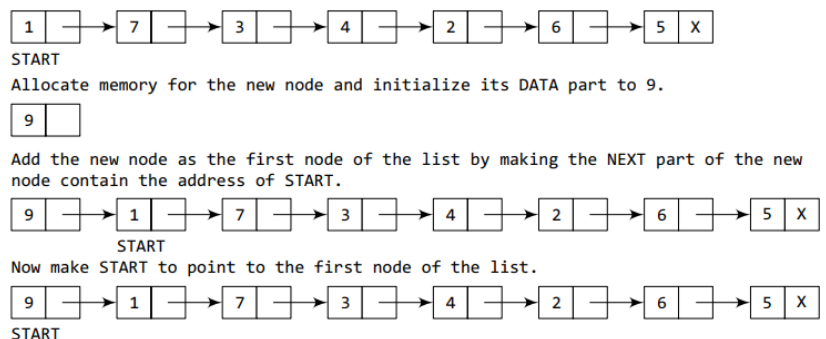 1 7 3 4 2 6 5 X
START
Allocate memory for the new node and initialize its DATA part to 9.
9
Add the new node as the first node of the list by making the NEXT part of the new
node contain the address of START.
9 1 7 3 4 2 6 5 X
START
Now make START to point to the first node of the list.
9 1 7 3 4 2 6 5 X
START